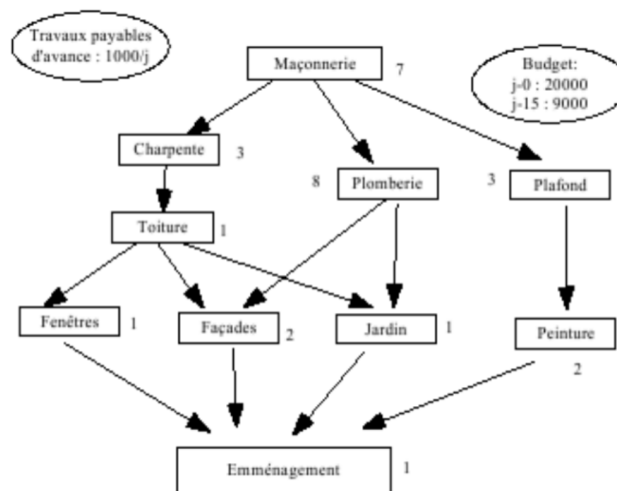 Travaux payables
d'avance : 1000/j
Maçonnerie
7
Budget:
j-0 : 20000
j-15 : 9000
Charpente
3
8
Plomberie
3
Plafond
Toiture
1
Fenêtres
1
Façades
2
Jardin
1
Peinture
2
Emménagement
1